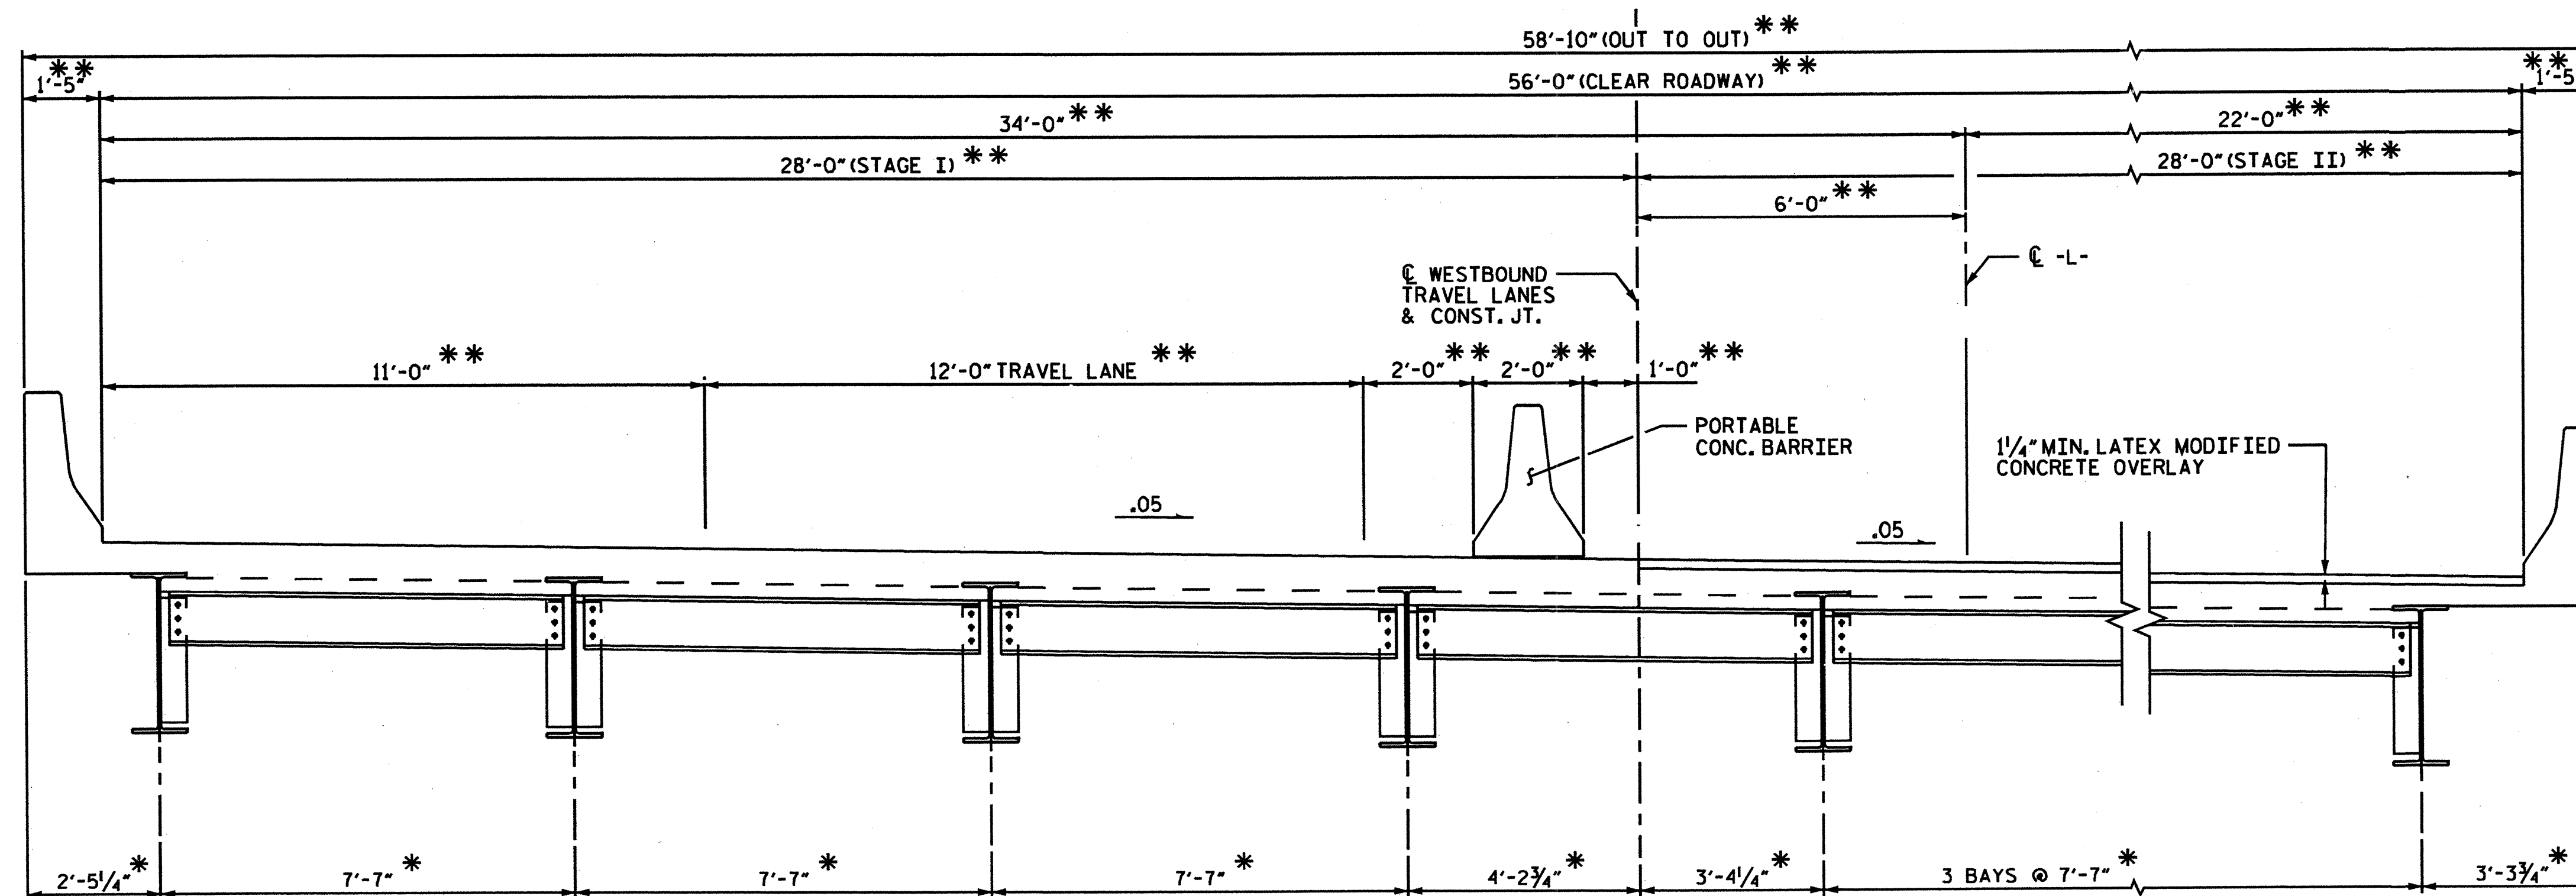 58'-10" (OUT TO OUT) **
** 1'-5"
56'-0" (CLEAR ROADWAY) **
** 1'-5
34'-0" **
22'-0" **
28'-0" (STAGE I) **
28'-0" (STAGE II) **
6'-0" **
℄ WESTBOUND
TRAVEL LANES
& CONST. JT.
℄ -L-
11'-0" **
12'-0" TRAVEL LANE **
2'-0" **
2'-0" **
1'-0" **
PORTABLE
CONC. BARRIER
1¼" MIN. LATEX MODIFIED
CONCRETE OVERLAY
.05
.05
2'-5¼" *
7'-7" *
7'-7" *
7'-7" *
4'-2¾" *
3'-4¼" *
3 BAYS @ 7'-7" *
3'-3¾" *